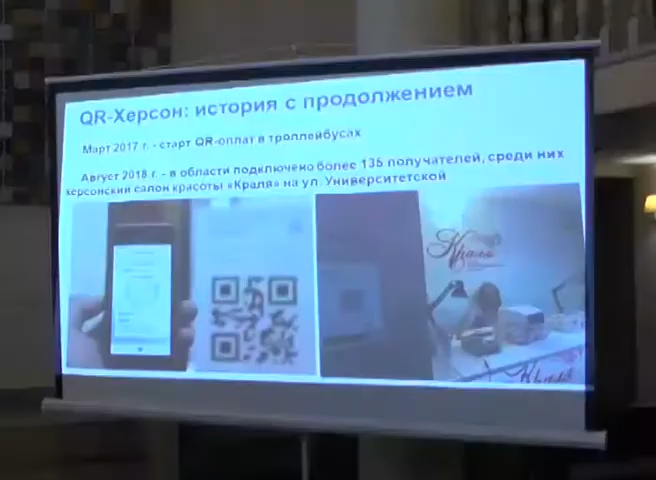 QR-Херсон: история с продолжением
Март 2017 г. - старт QR-оплат в троллейбусах
Август 2018 г. - в области подключено более 135 получателей, среди них
херсонский салон красоты «Краля» на ул. Университетской
Краля
Краля